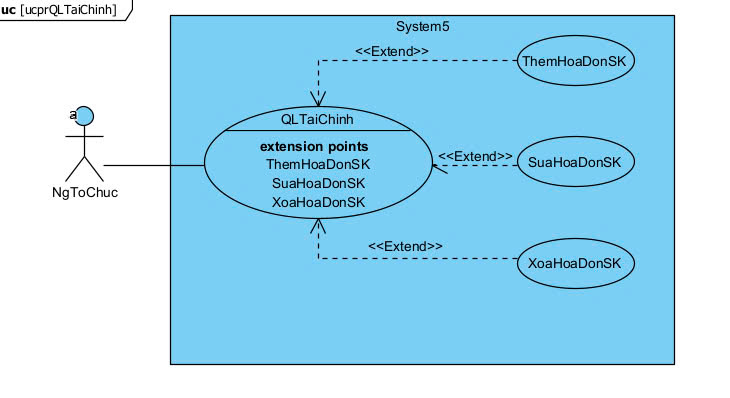 uc [ucprQLTaiChinh]
System5
<<Extend>>
ThemHoaDonSK
a
QLTaiChinh
extension points
ThemHoaDonSK
SuaHoaDonSK
XoaHoaDonSK
<<Extend>>
SuaHoaDonSK
NgToChuc
<<Extend>>
XoaHoaDonSK